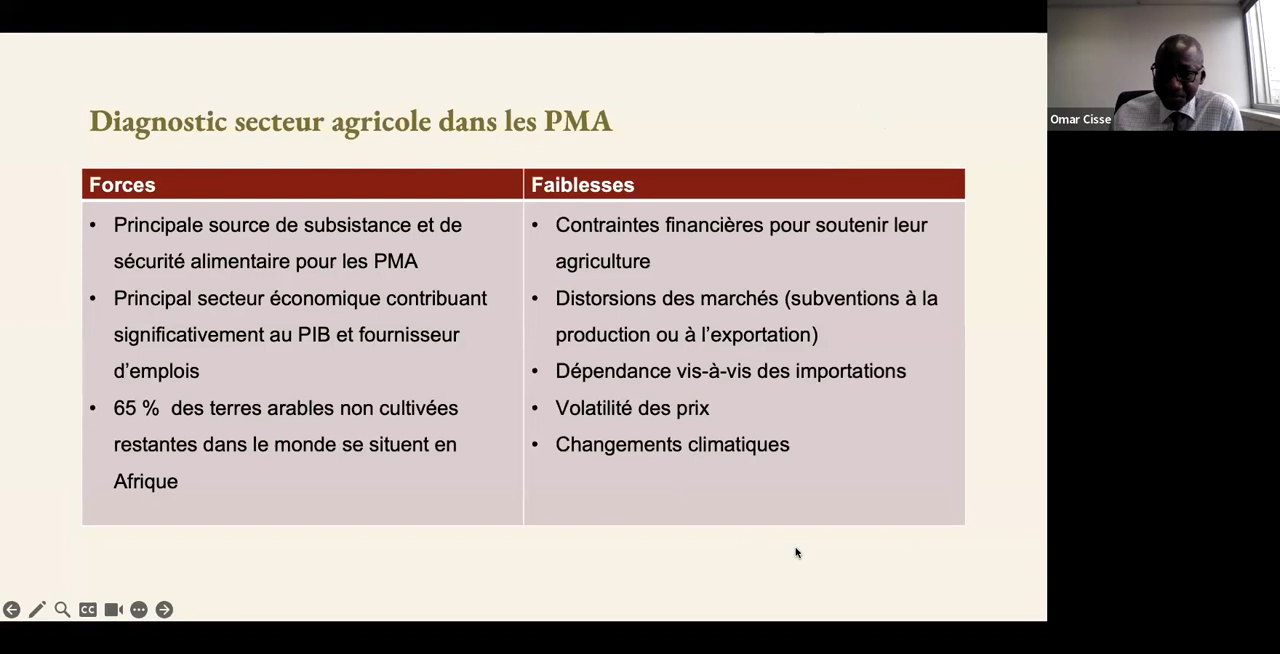 Diagnostic secteur agricole dans les PMA
Forces
Faiblesses
• Principale source de subsistance et de
sécurité alimentaire pour les PMA
• Principal secteur économique contribuant
significativement au PIB et fournisseur
d’emplois
• 65 % des terres arables non cultivées
restantes dans le monde se situent en
Afrique
• Contraintes financières pour soutenir leur
agriculture
• Distorsions des marchés (subventions à la
production ou à l’exportation)
• Dépendance vis-à-vis des importations
• Volatilité des prix
• Changements climatiques
Omar Cisse
CC